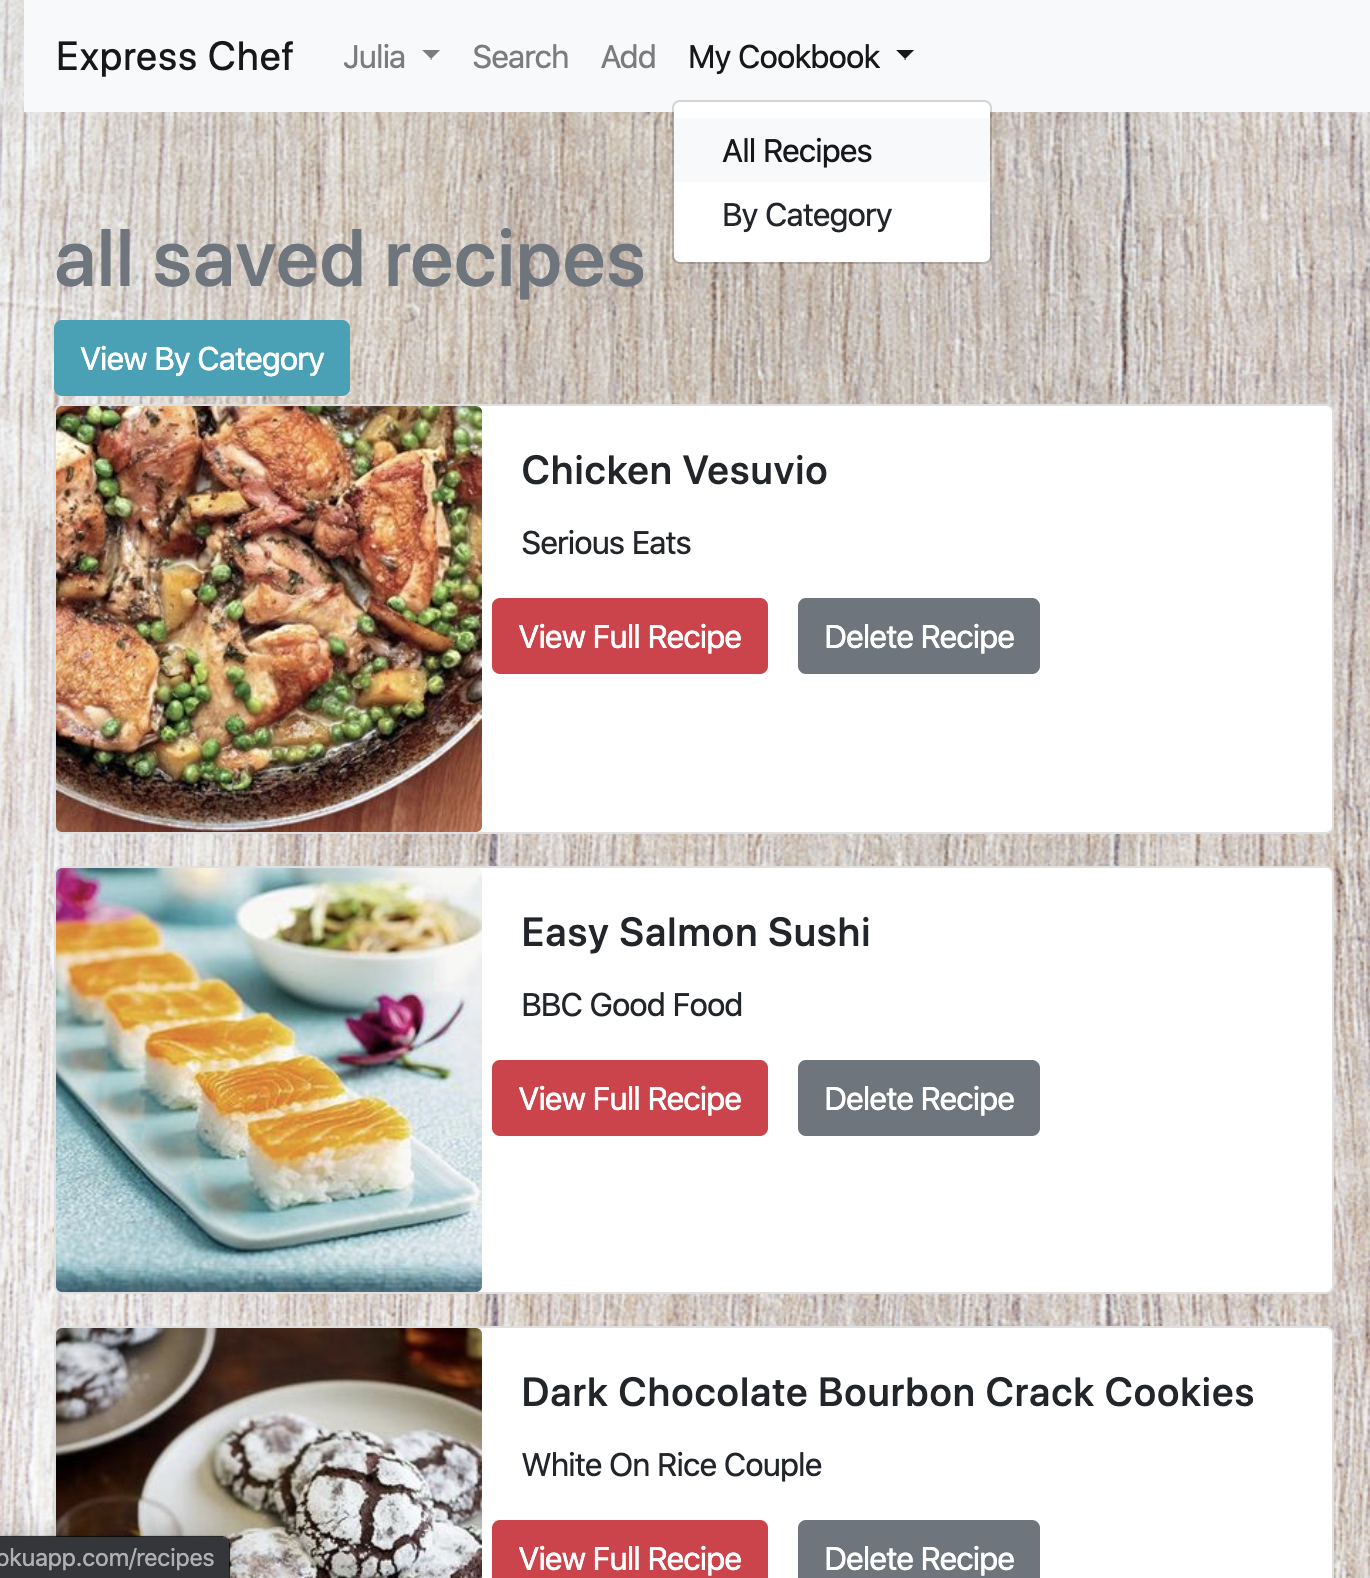 Express Chef Julia Search Add My Cookbook
All Recipes
By Category
all saved recipes
View By Category
Chicken Vesuvio
Serious Eats
View Full Recipe Delete Recipe
Easy Salmon Sushi
BBC Good Food
View Full Recipe Delete Recipe
Dark Chocolate Bourbon Crack Cookies
White On Rice Couple
View Full Recipe Delete Recipe
okuapp.com/recipes